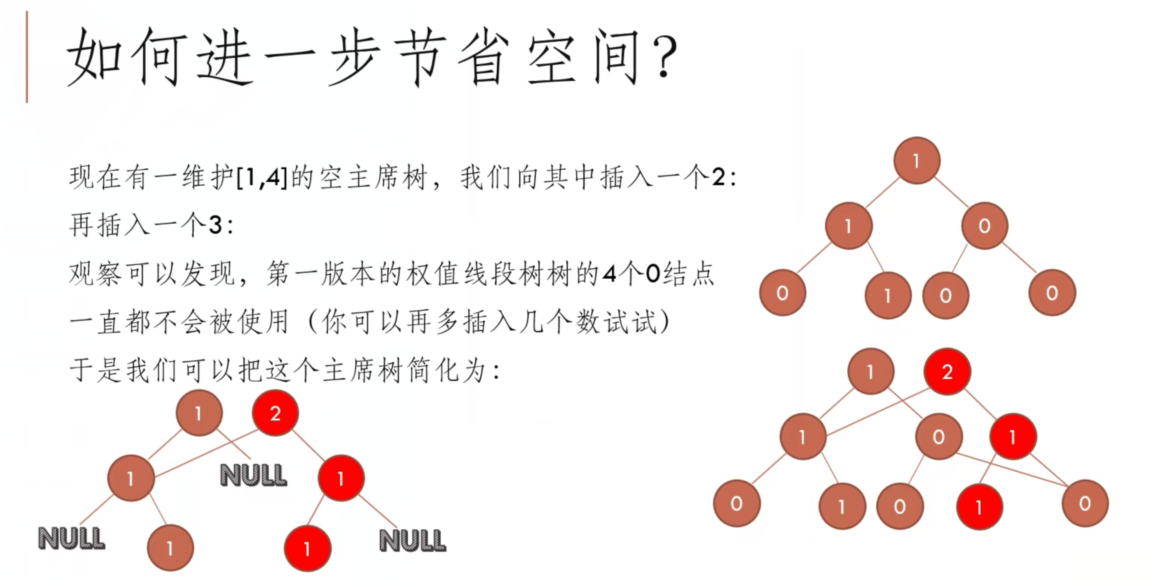 如何进一步节省空间?
现在有一维护[1,4]的空主席树，我们向其中插入一个2:
再插入一个3:
观察可以发现，第一版本的权值线段树树的4个0结点
一直都不会被使用（你可以再多插入几个数试试）
于是我们可以把这个主席树简化为:
1
1 0
0 1 0 0
1 2
1 0 1
0 1 0 1 0
1 2
1 NULL 1
NULL 1 1 NULL